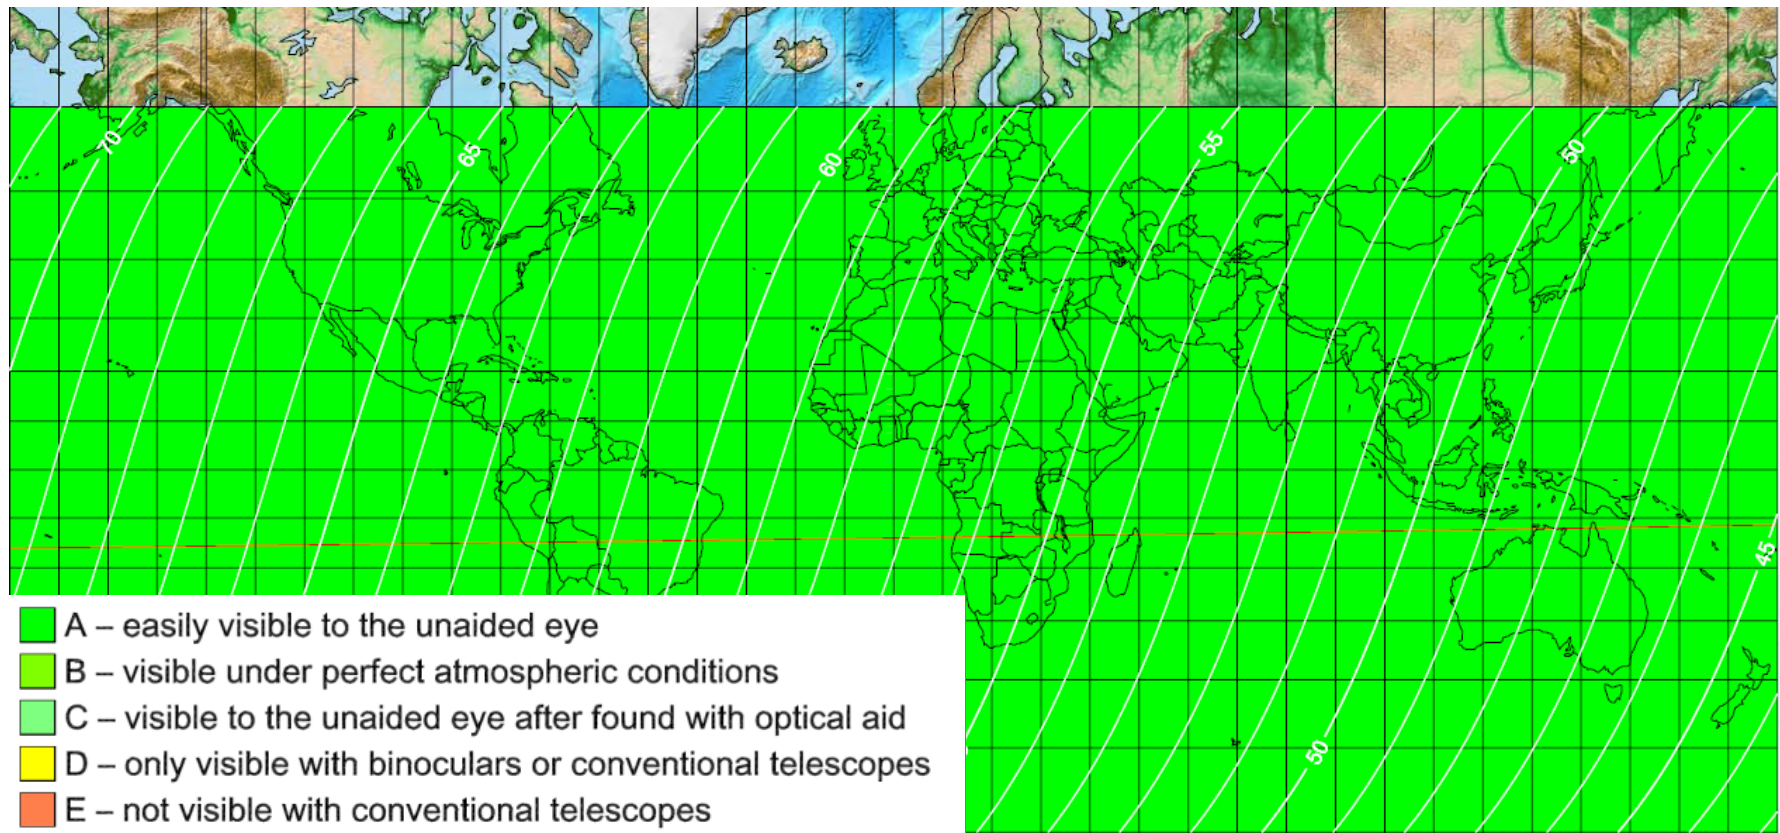 70
65
60
55
50
45
50
A – easily visible to the unaided eye
B – visible under perfect atmospheric conditions
C – visible to the unaided eye after found with optical aid
D – only visible with binoculars or conventional telescopes
E – not visible with conventional telescopes